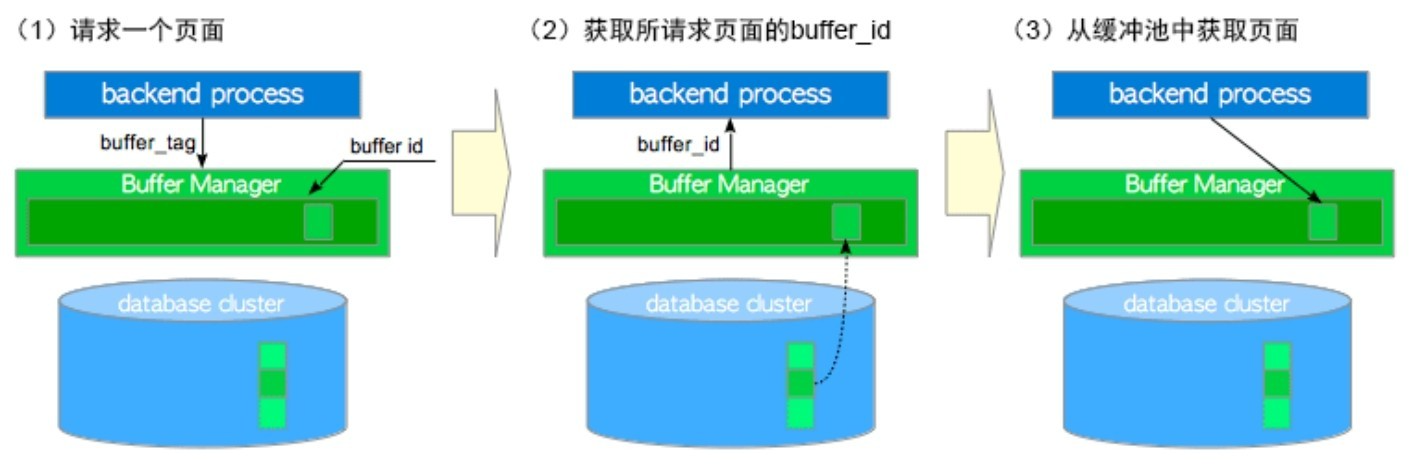 （1）请求一个页面
backend process
buffer_tag
buffer id
Buffer Manager
database cluster
（2）获取所请求页面的buffer_id
backend process
buffer_id
Buffer Manager
database cluster
（3）从缓冲池中获取页面
backend process
Buffer Manager
database cluster